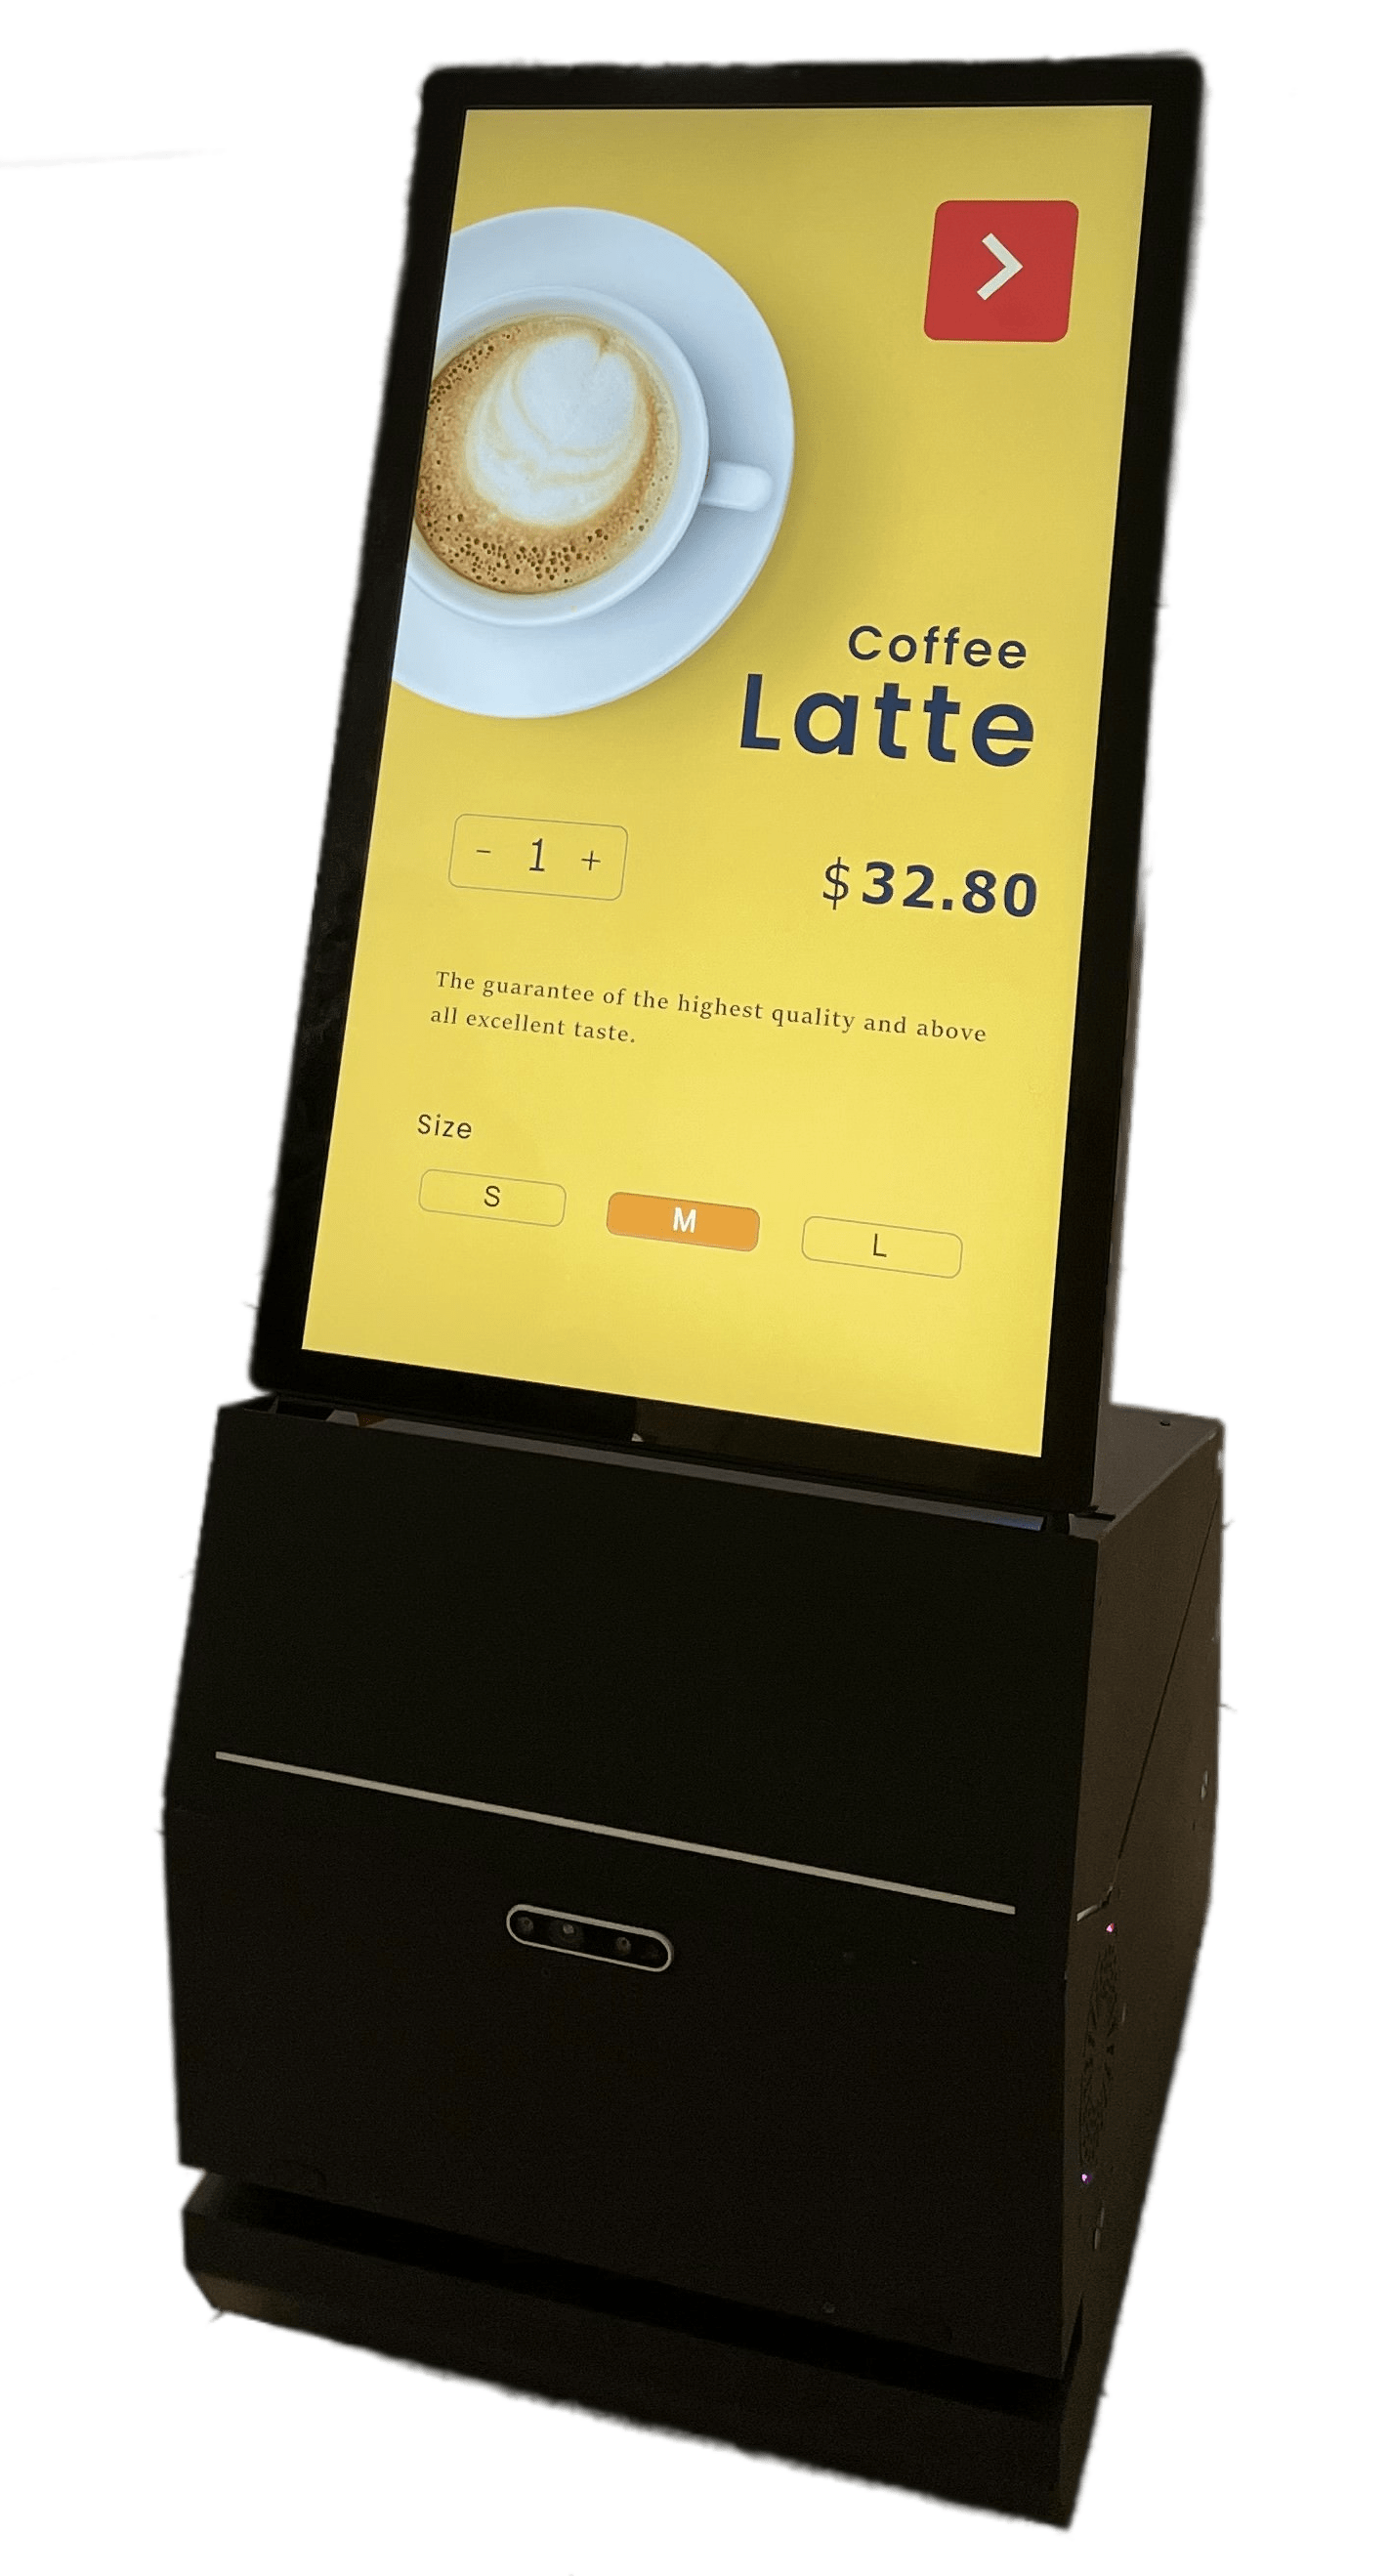 Coffee
Latte
- 1 +
$32.80
The guarantee of the highest quality and above
all excellent taste.
Size
S
M
L